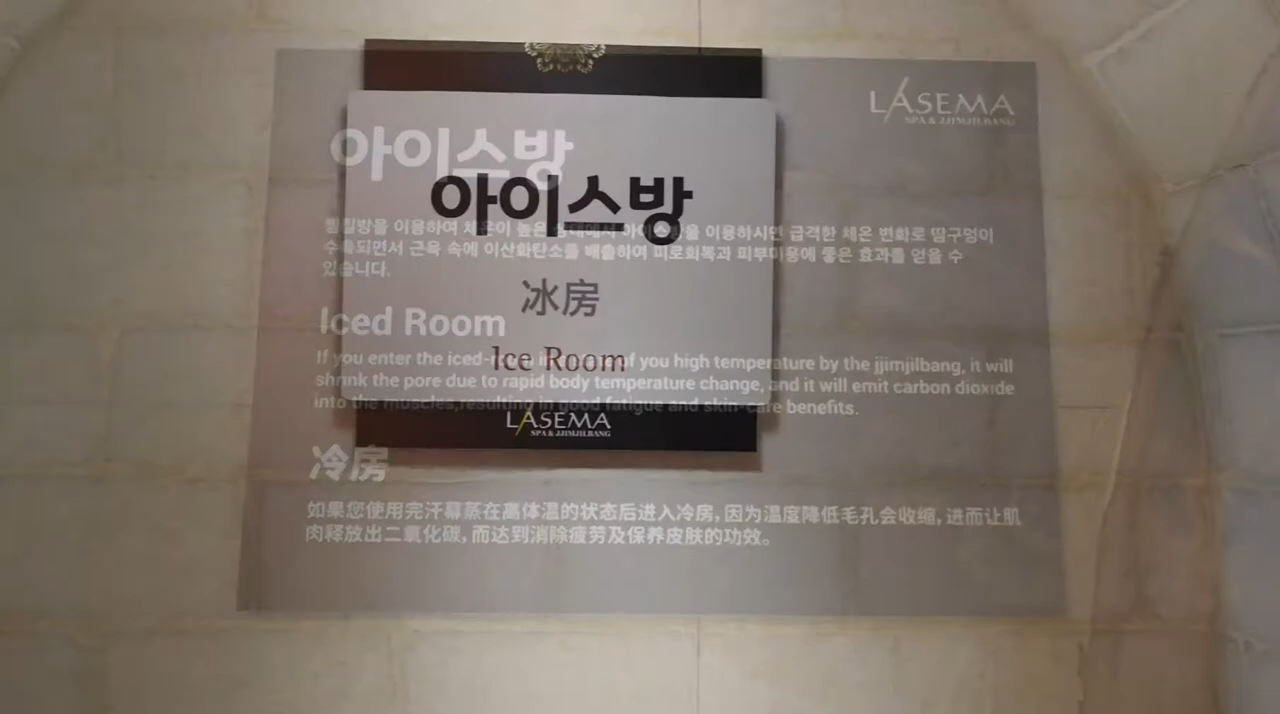 LASEMA
SPA & JJIMJILBANG
아이스방
아이스방
찜질방을 이용하여 체온이 높은 상태에서 아이스방을 이용하시면 급격한 체온 변화로 땀구멍이
수축되면서 근육 속에 이산화탄소를 배출하여 피로회복과 피부미용에 좋은 효과를 얻을 수
있습니다.
冰房
Iced Room
Ice Room
If you enter the iced-room in of you high temperature by the jjimjilbang, it will
shrink the pore due to rapid body temperature change, and it will emit carbon dioxide
into the muscles,resulting in good fatigue and skin-care benefits.
LASEMA
SPA & JJIMJILBANG
冷房
如果您使用完汗幕蒸在高体温的状态后进入冷房, 因为温度降低毛孔会收缩, 进而让肌
肉释放出二氧化碳, 而达到消除疲劳及保养皮肤的功效。